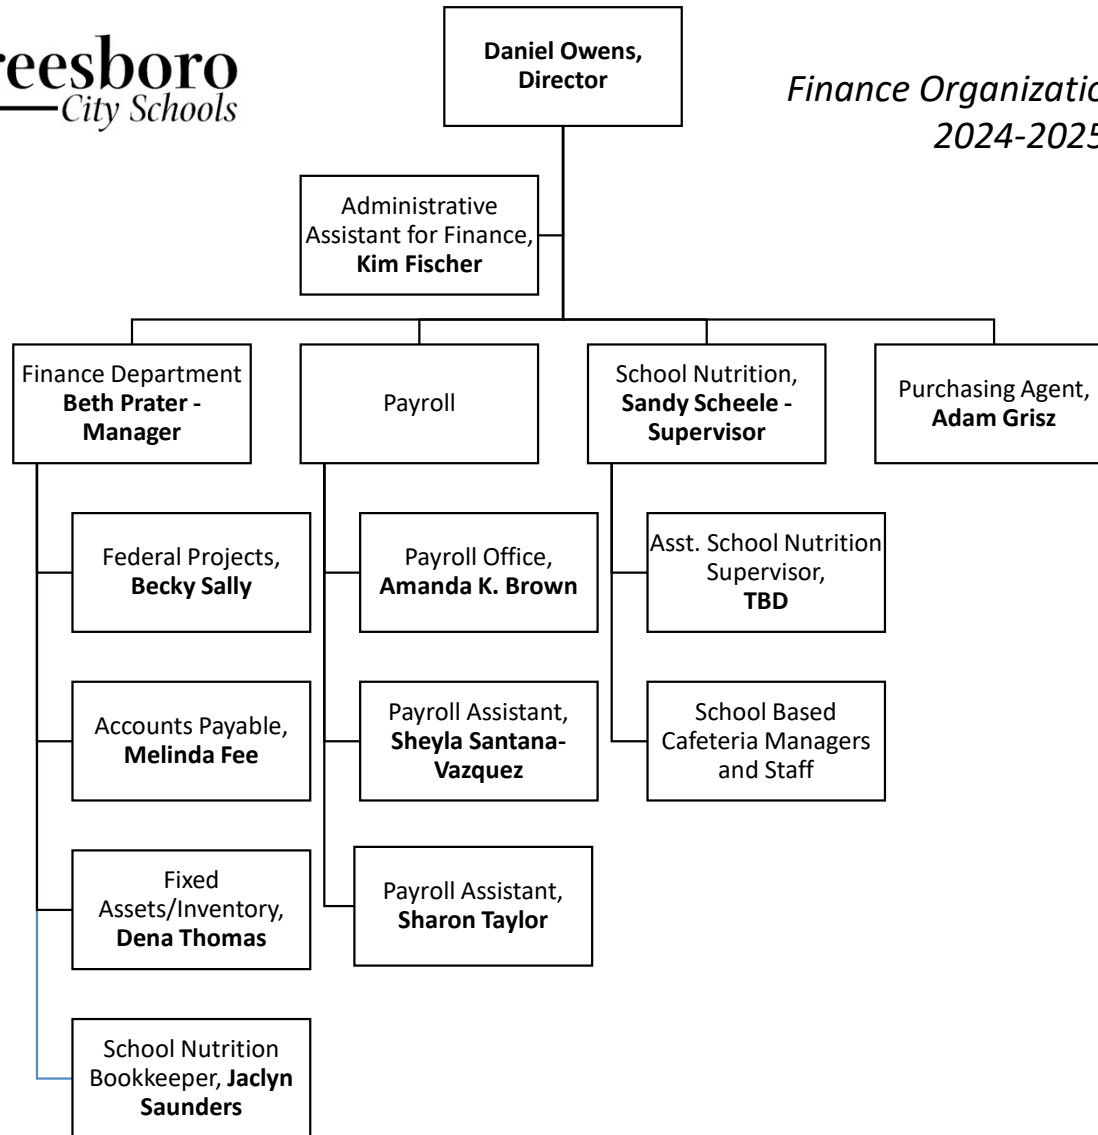 reesboro
City Schools
Daniel Owens,
Director
Finance Organizatio
2024-2025
Administrative
Assistant for Finance,
Kim Fischer
Finance Department
Beth Prater -
Manager
Payroll
School Nutrition,
Sandy Scheele -
Supervisor
Purchasing Agent,
Adam Grisz
Federal Projects,
Becky Sally
Payroll Office,
Amanda K. Brown
Asst. School Nutrition
Supervisor,
TBD
Accounts Payable,
Melinda Fee
Payroll Assistant,
Sheyla Santana-
Vazquez
School Based
Cafeteria Managers
and Staff
Fixed
Assets/Inventory,
Dena Thomas
Payroll Assistant,
Sharon Taylor
School Nutrition
Bookkeeper, Jaclyn
Saunders